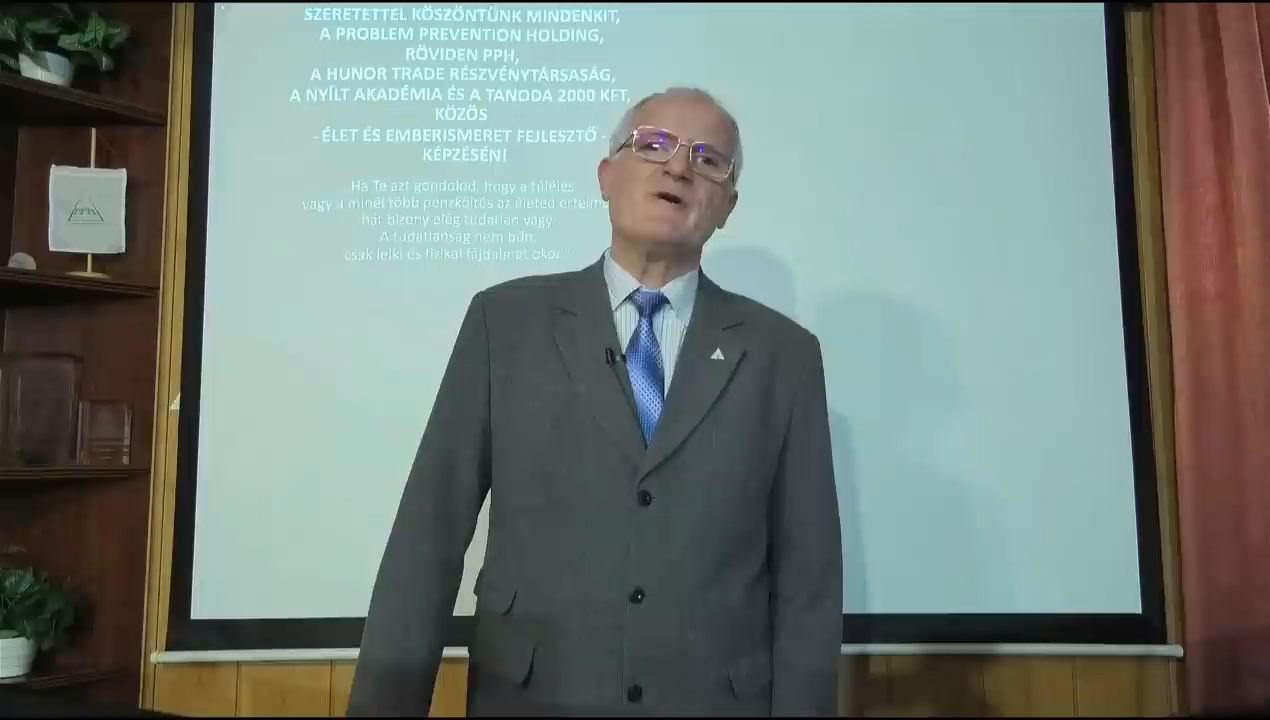 SZERETETTEL KÖSZÖNTÜNK MINDENKIT,
A PROBLEM PREVENTION HOLDING,
RÖVIDEN PPH,
A HUNOR TRADE RÉSZVÉNYTÁRSASÁG,
A NYÍLT AKADÉMIA ÉS A TANODA 2000 KFT,
KÖZÖS
- ÉLET ÉS EMBERISMERET FEJLESZTŐ -
KÉPZÉSÉN!
„Ha Te azt gondolod, hogy a túlélés
vagy a minél több pénzköltés az életed értelme
hát bizony elég tudatlan vagy.
A tudatlanság nem bűn,
csak lelki és fizikai fájdalmat okoz."